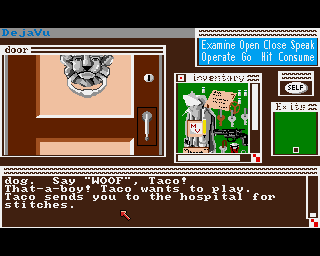 DejaVu
Examine Open Close Speak
Operate Go Hit Consume
door
inventory
SELF
Exits
dog. Say "WOOF", Taco!
That-a-boy! Taco wants to play.
Taco sends you to the hospital for
stitches.